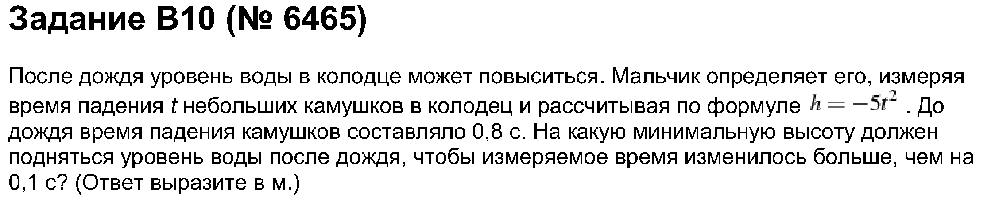 Задание B10 (№ 6465)
После дождя уровень воды в колодце может повыситься. Мальчик определяет его, измеряя
время падения t небольших камушков в колодец и рассчитывая по формуле h = −5t² . До
дождя время падения камушков составляло 0,8 с. На какую минимальную высоту должен
подняться уровень воды после дождя, чтобы измеряемое время изменилось больше, чем на
0,1 с? (Ответ выразите в м.)